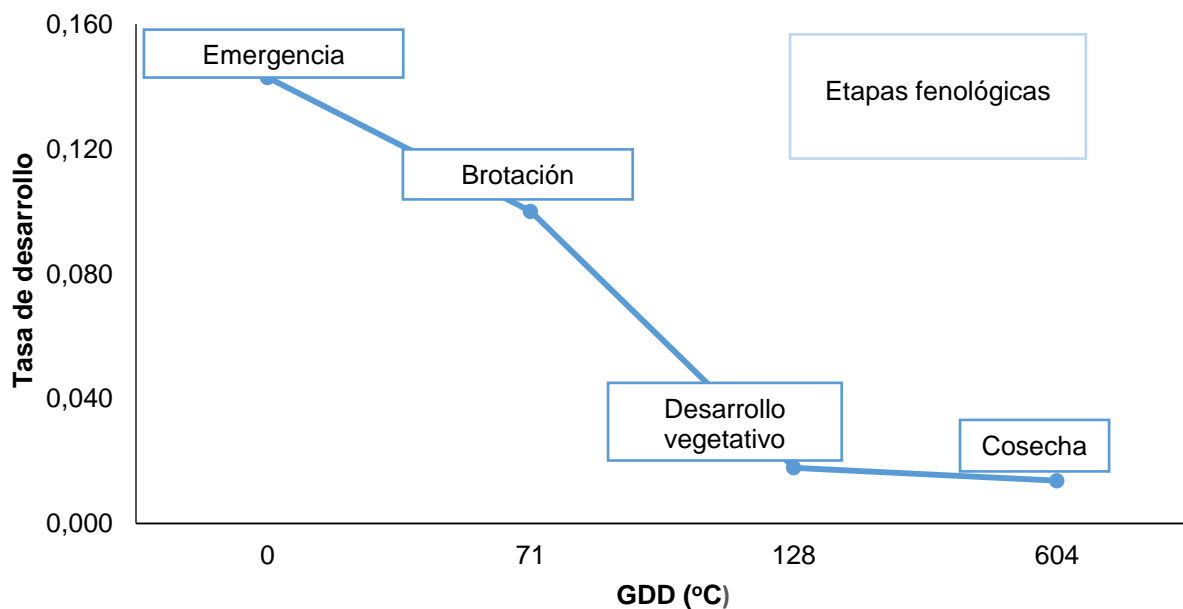 0,160
0,120
0,080
0,040
0,000
Tasa de desarrollo
Emergencia
Brotación
Desarrollo
vegetativo
Cosecha
Etapas fenológicas
0 71 128 604
GDD (ºC)